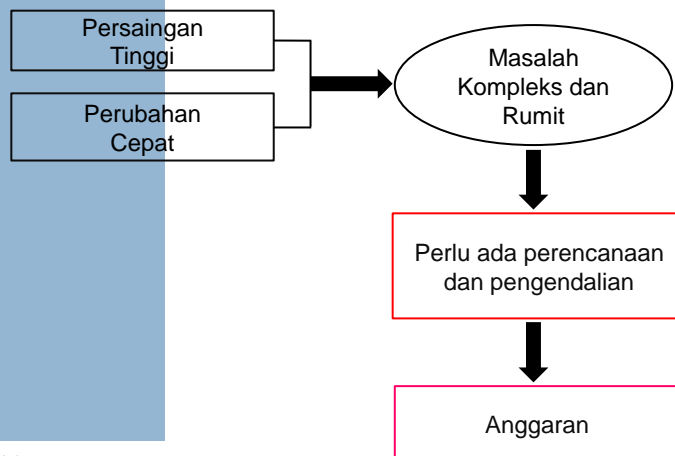 Persaingan
Tinggi
Perubahan
Cepat
Masalah
Kompleks dan
Rumit
Perlu ada perencanaan
dan pengendalian
Anggaran